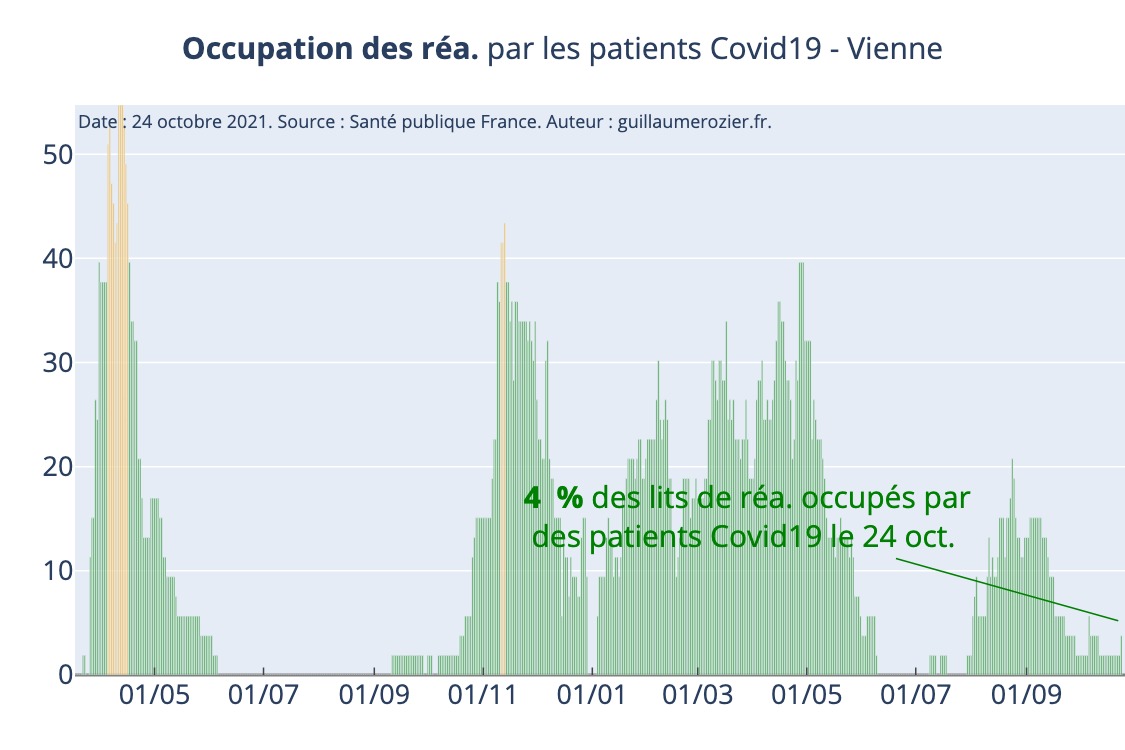 Occupation des réa. par les patients Covid19 - Vienne
Date : 24 octobre 2021. Source : Santé publique France. Auteur : guillaumerozier.fr.
50
40
30
20
4 % des lits de réa. occupés par
des patients Covid19 le 24 oct.
10
0
01/05 01/07 01/09 01/11 01/01 01/03 01/05 01/07 01/09